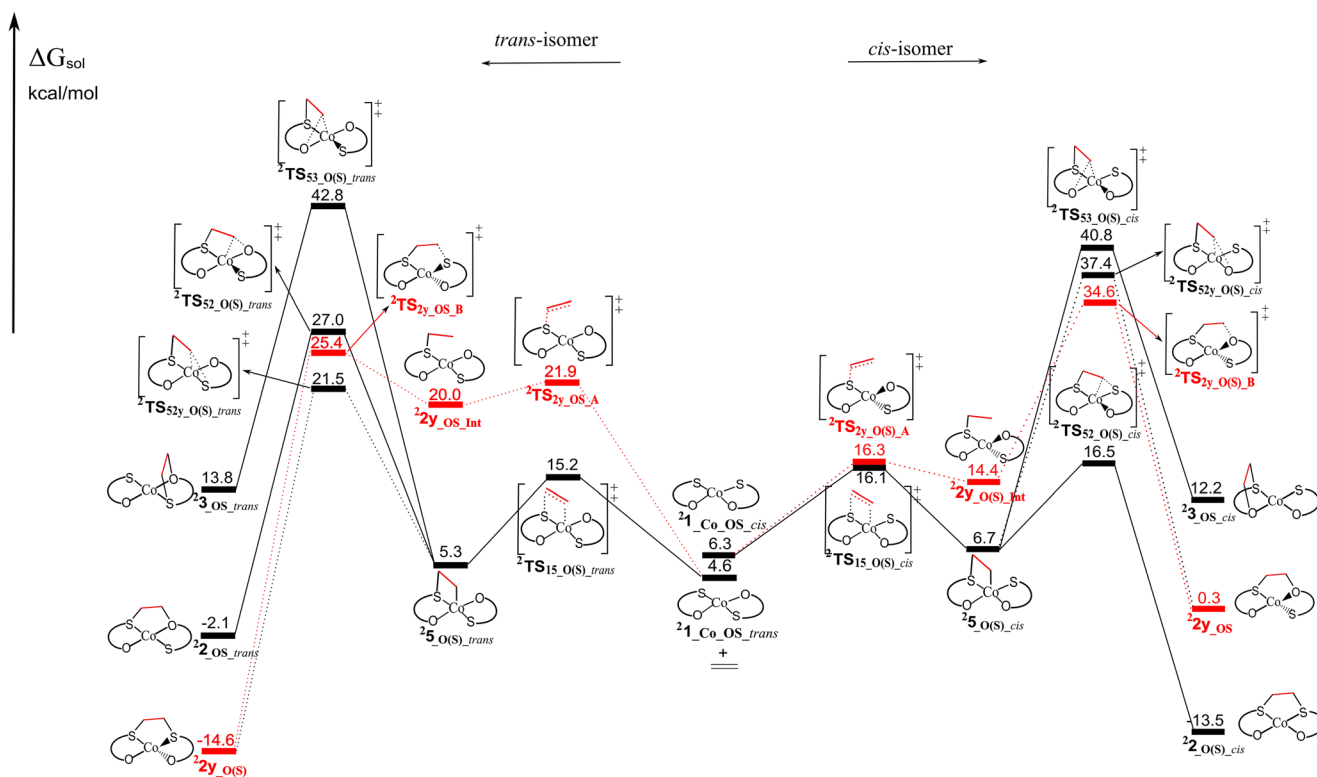 ΔGsol
kcal/mol
trans-isomer
cis-isomer
2TS53_O(S)_trans
42.8
2TS52_O(S)_trans
27.0
2TS2y_OS_B
25.4
2TS52y_O(S)_trans
21.5
20.0
22y_OS_Int
21.9
2TS2y_OS_A
13.8
23_OS_trans
-2.1
22_OS_trans
-14.6
22y_O(S)
5.3
25_O(S)_trans
15.2
2TS15_O(S)_trans
21_Co_OS_cis
6.3
4.6
21_Co_OS_trans
+
2TS2y_O(S)_A
16.3
16.1
2TS15_O(S)_cis
14.4
22y_O(S)_Int
6.7
25_O(S)_cis
2TS53_O(S)_cis
40.8
37.4
2TS52y_O(S)_cis
34.6
2TS2y_O(S)_B
2TS52_O(S)_cis
16.5
12.2
23_OS_cis
0.3
22y_OS
-13.5
22_O(S)_cis